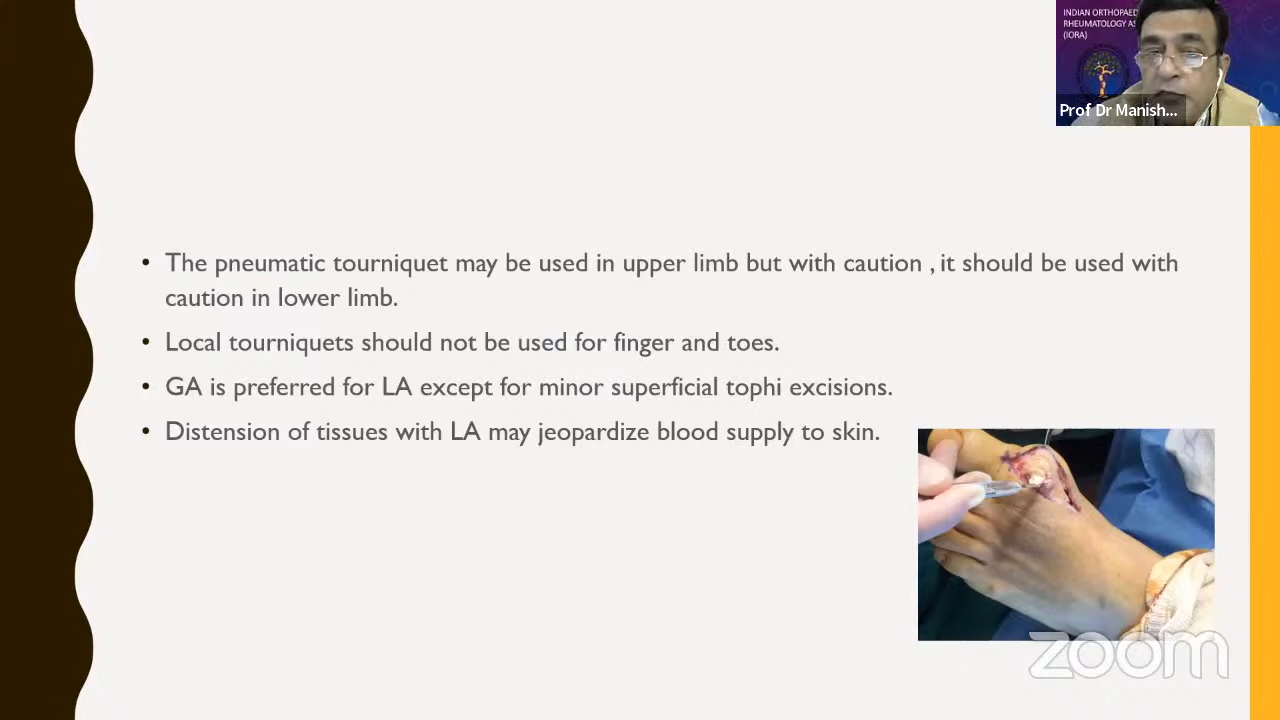 INDIAN ORTHOPAED
RHEUMATOLOGY AS
(IORA)
Prof Dr Manish...
• The pneumatic tourniquet may be used in upper limb but with caution , it should be used with
caution in lower limb.
• Local tourniquets should not be used for finger and toes.
• GA is preferred for LA except for minor superficial tophi excisions.
• Distension of tissues with LA may jeopardize blood supply to skin.
zoom